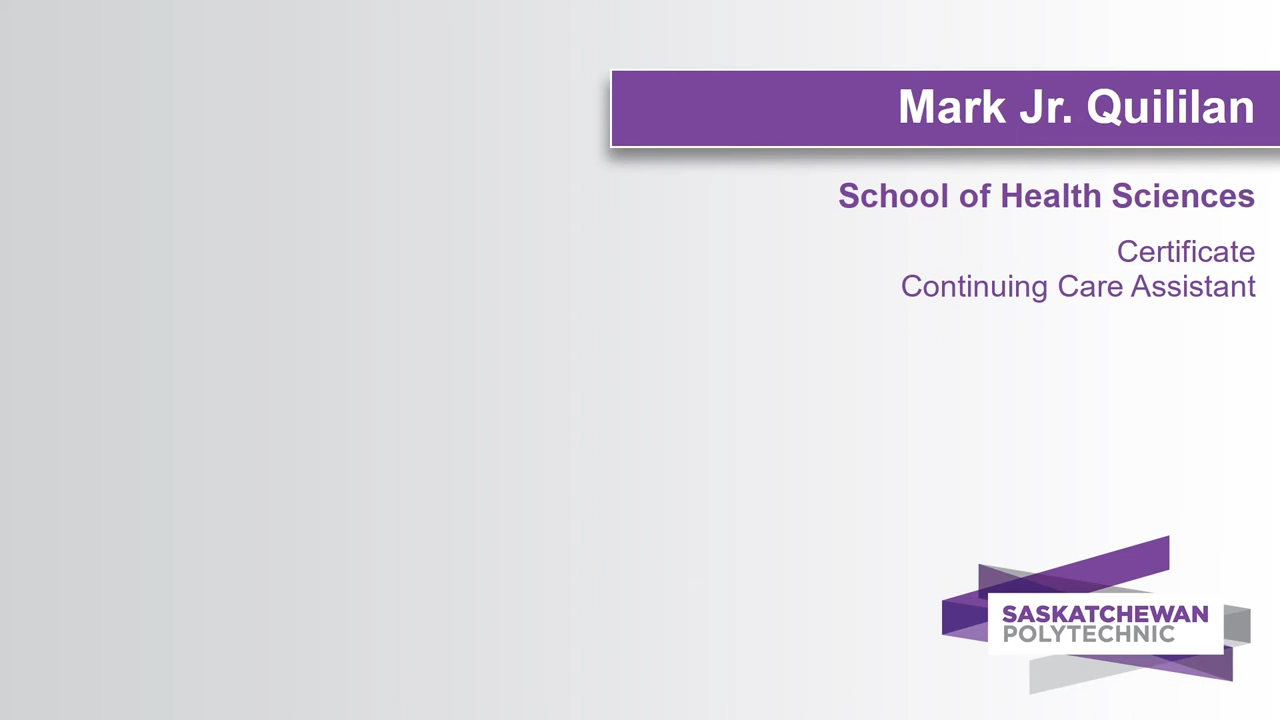 Mark Jr. Quililan
School of Health Sciences
Certificate
Continuing Care Assistant
SASKATCHEWAN
POLYTECHNIC